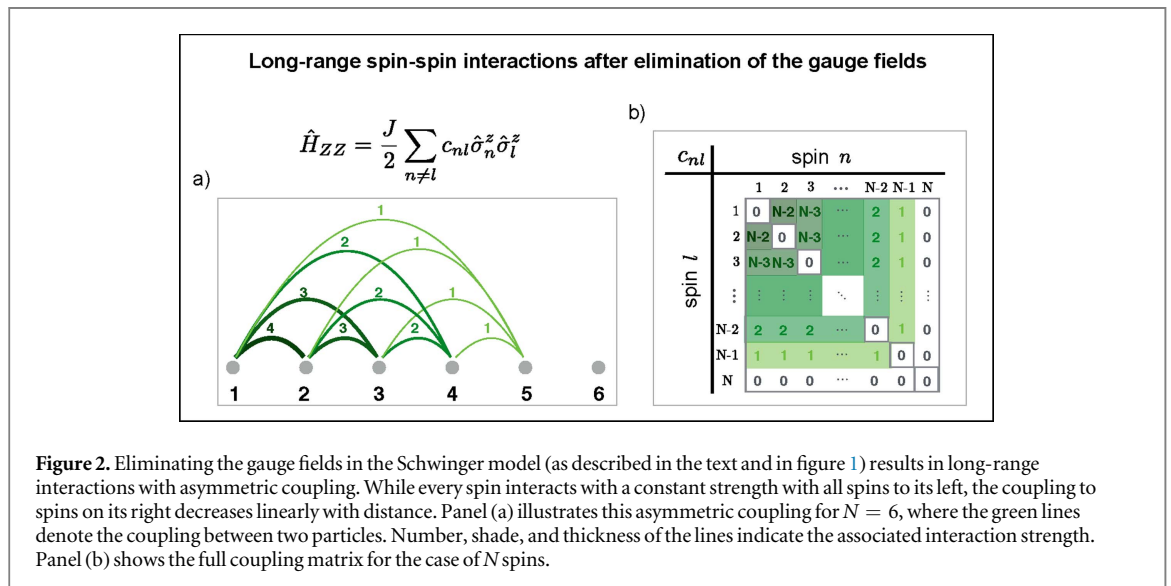 Long-range spin-spin interactions after elimination of the gauge fields
Ĥ_ZZ = J/2 ∑_{n≠l} c_{nl} σ̂_n^z σ̂_l^z
a)
1
2
1
3
2
1
4
3
2
1
1 2 3 4 5 6
b)
c_{nl} spin n
1 2 3 ⋯ N-2 N-1 N
spin l
1 0 N-2 N-3 ⋯ 2 1 0
2 N-2 0 N-3 ⋯ 2 1 0
3 N-3 N-3 0 ⋯ 2 1 0
⋮ ⋮ ⋮ ⋮ ⋱ ⋮ ⋮ ⋮
N-2 2 2 2 ⋯ 0 1 0
N-1 1 1 1 ⋯ 1 0 0
N 0 0 0 ⋯ 0 0 0
Figure 2. Eliminating the gauge fields in the Schwinger model (as described in the text and in figure 1) results in long-range
interactions with asymmetric coupling. While every spin interacts with a constant strength with all spins to its left, the coupling to
spins on its right decreases linearly with distance. Panel (a) illustrates this asymmetric coupling for N = 6, where the green lines
denote the coupling between two particles. Number, shade, and thickness of the lines indicate the associated interaction strength.
Panel (b) shows the full coupling matrix for the case of N spins.